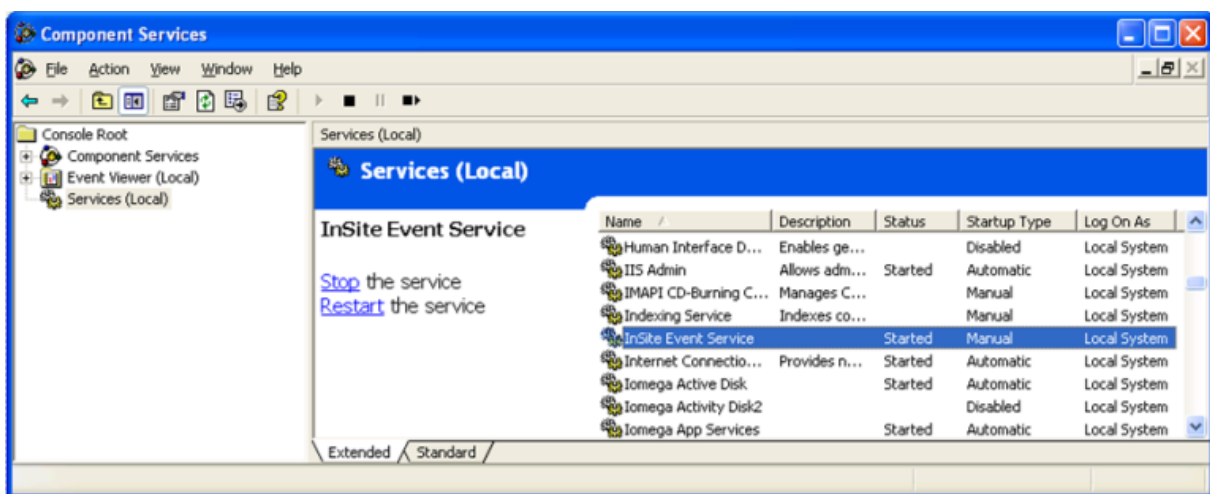 Component Services
File Action View Window Help
Console Root
Component Services
Event Viewer (Local)
Services (Local)
Services (Local)
Services (Local)
InSite Event Service
Stop the service
Restart the service
Name Description Status Startup Type Log On As
Human Interface D... Enables ge... Disabled Local System
IIS Admin Allows adm... Started Automatic Local System
IMAPI CD-Burning C... Manages C... Manual Local System
Indexing Service Indexes co... Manual Local System
InSite Event Service Started Manual Local System
Internet Connectio... Provides n... Started Automatic Local System
Iomega Active Disk Started Automatic Local System
Iomega Activity Disk2 Disabled Local System
Iomega App Services Started Automatic Local System
Extended Standard